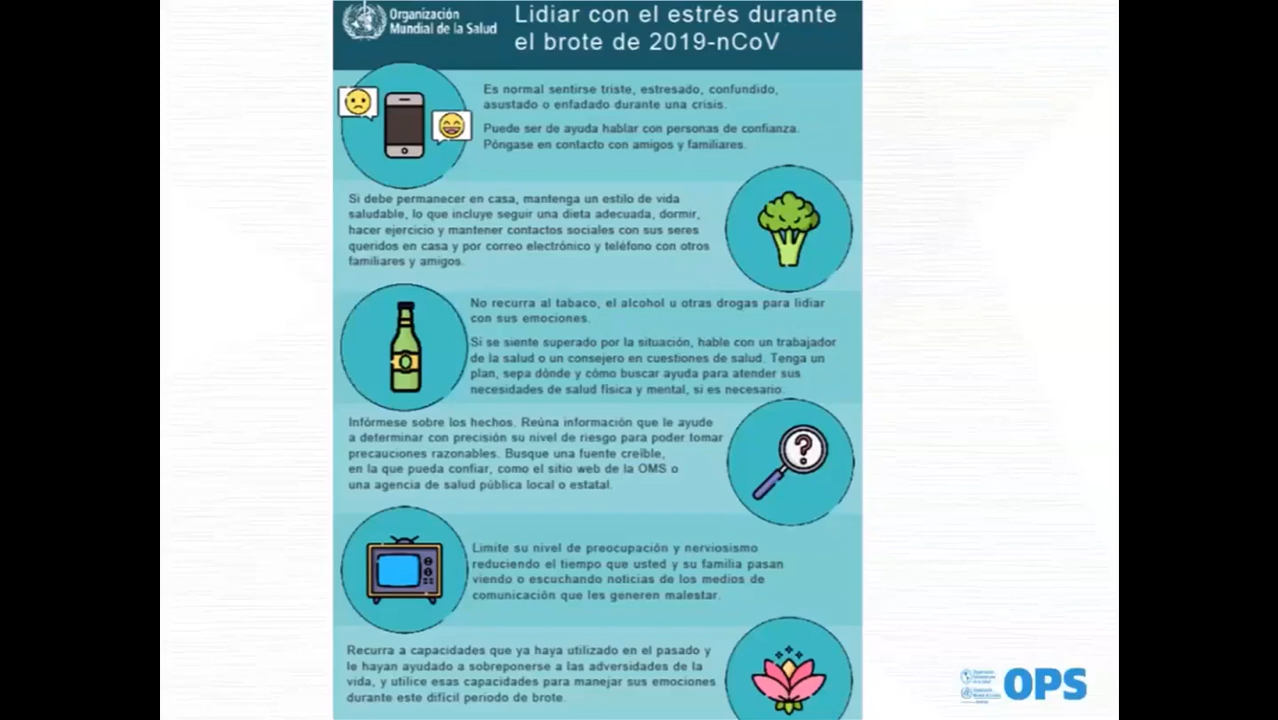 Organización
Mundial de la Salud
Lidiar con el estrés durante
el brote de 2019-nCoV
Es normal sentirse triste, estresado, confundido,
asustado o enfadado durante una crisis.
Puede ser de ayuda hablar con personas de confianza.
Póngase en contacto con amigos y familiares.
Si debe permanecer en casa, mantenga un estilo de vida
saludable, lo que incluye seguir una dieta adecuada, dormir,
hacer ejercicio y mantener contactos sociales con sus seres
queridos en casa y por correo electrónico y teléfono con otros
familiares y amigos.
No recurra al tabaco, el alcohol u otras drogas para lidiar
con sus emociones.
Si se siente superado por la situación, hable con un trabajador
de la salud o un consejero en cuestiones de salud. Tenga un
plan, sepa dónde y cómo buscar ayuda para atender sus
necesidades de salud física y mental, si es necesario.
Infórmese sobre los hechos. Reúna información que le ayude
a determinar con precisión su nivel de riesgo para poder tomar
precauciones razonables. Busque una fuente creíble,
en la que pueda confiar, como el sitio web de la OMS o
una agencia de salud pública local o estatal.
?
Limite su nivel de preocupación y nerviosismo
reduciendo el tiempo que usted y su familia pasan
viendo o escuchando noticias de los medios de
comunicación que les generen malestar.
Recurra a capacidades que ya haya utilizado en el pasado y
le hayan ayudado a sobreponerse a las adversidades de la
vida, y utilice esas capacidades para manejar sus emociones
durante este difícil periodo de brote.
OPS